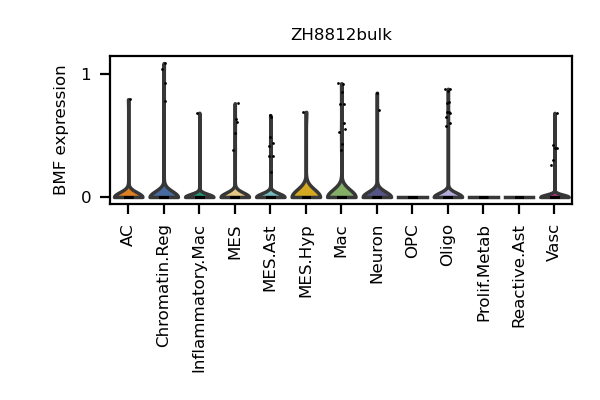 ZH8812bulk
BMF expression
1
0
AC
Chromatin.Reg
Inflammatory.Mac
MES
MES.Ast
MES.Hyp
Mac
Neuron
OPC
Oligo
Prolif.Metab
Reactive.Ast
Vasc